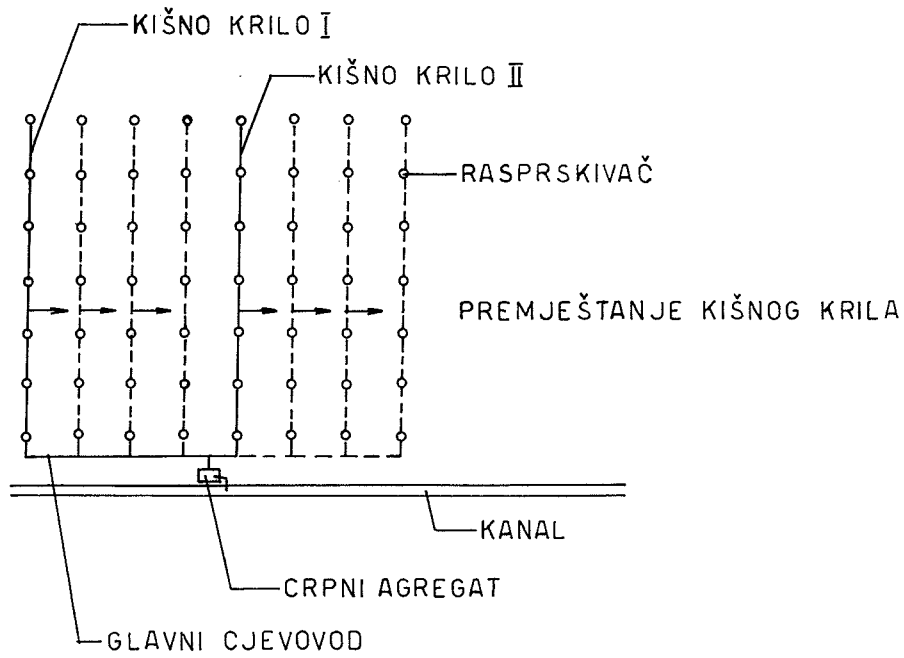 KIŠNO KRILO I
KIŠNO KRILO II
RASPRSKIVAČ
PREMJEŠTANJE KIŠNOG KRILA
KANAL
CRPNI AGREGAT
GLAVNI CJEVOVOD